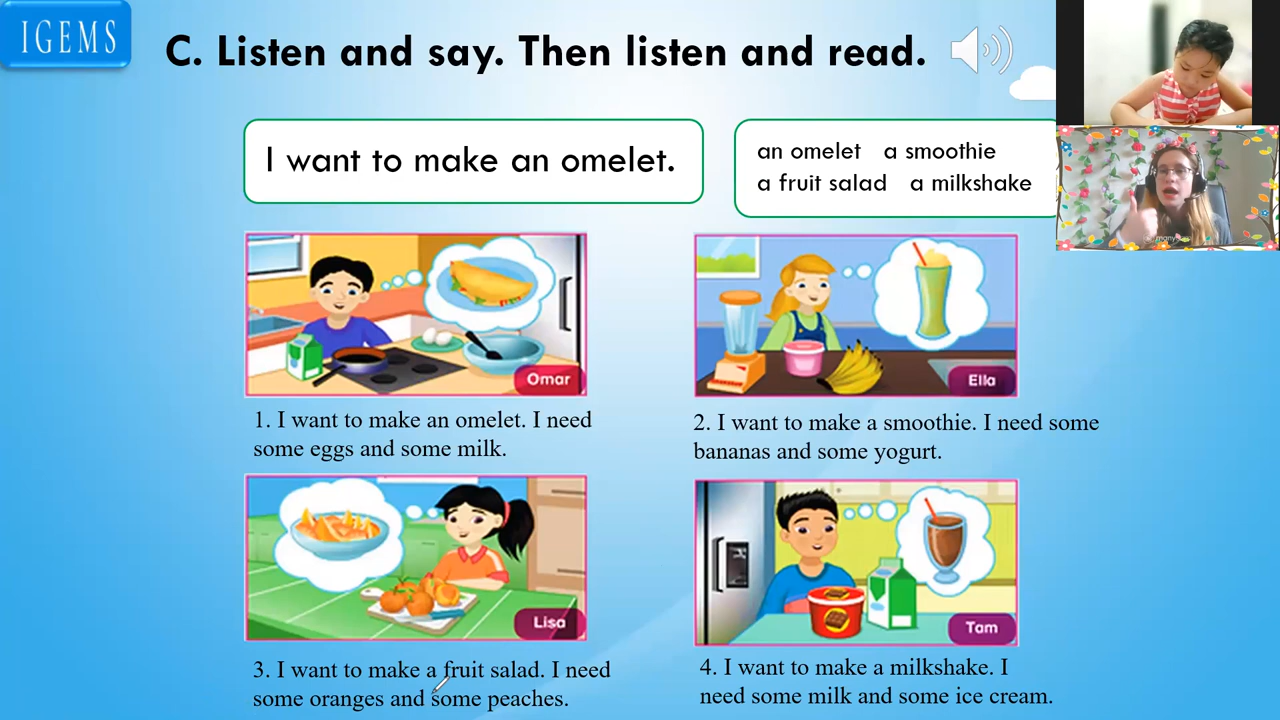 IGEMS
C. Listen and say. Then listen and read.
I want to make an omelet.
an omelet a smoothie
a fruit salad a milkshake
Omar
Ella
1. I want to make an omelet. I need
some eggs and some milk.
2. I want to make a smoothie. I need some
bananas and some yogurt.
Lisa
Tam
3. I want to make a fruit salad. I need
some oranges and some peaches.
4. I want to make a milkshake. I
need some milk and some ice cream.